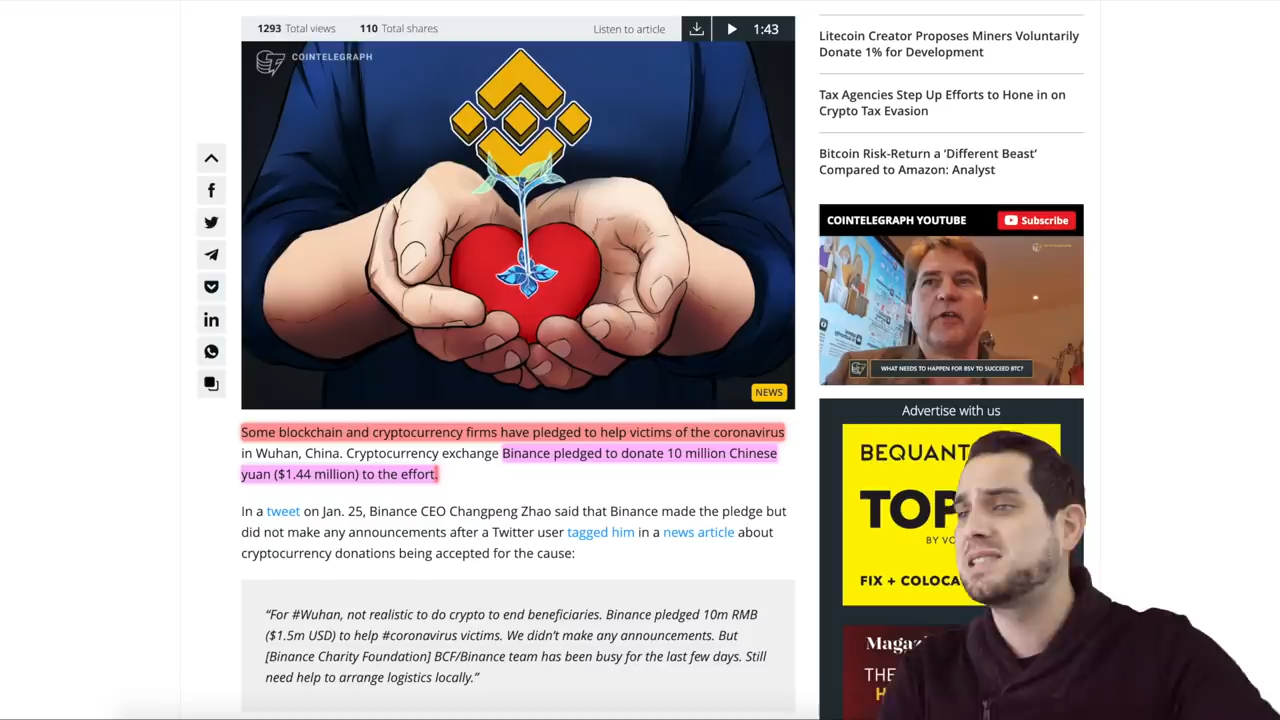 1293 Total views 110 Total shares
Listen to article
1:43
COINTELEGRAPH
NEWS
Some blockchain and cryptocurrency firms have pledged to help victims of the coronavirus
in Wuhan, China. Cryptocurrency exchange Binance pledged to donate 10 million Chinese
yuan ($1.44 million) to the effort.
In a tweet on Jan. 25, Binance CEO Changpeng Zhao said that Binance made the pledge but
did not make any announcements after a Twitter user tagged him in a news article about
cryptocurrency donations being accepted for the cause:
“For #Wuhan, not realistic to do crypto to end beneficiaries. Binance pledged 10m RMB
($1.5m USD) to help #coronavirus victims. We didn’t make any announcements. But
[Binance Charity Foundation] BCF/Binance team has been busy for the last few days. Still
need help to arrange logistics locally.”
Litecoin Creator Proposes Miners Voluntarily
Donate 1% for Development
Tax Agencies Step Up Efforts to Hone in on
Crypto Tax Evasion
Bitcoin Risk-Return a ‘Different Beast’
Compared to Amazon: Analyst
COINTELEGRAPH YOUTUBE
Subscribe
WHAT NEEDS TO HAPPEN FOR BSV TO SUCCEED BTC?
Advertise with us
BEQUANT
TOP
BY VO
FIX + COLOCA
Magaz
THE
H